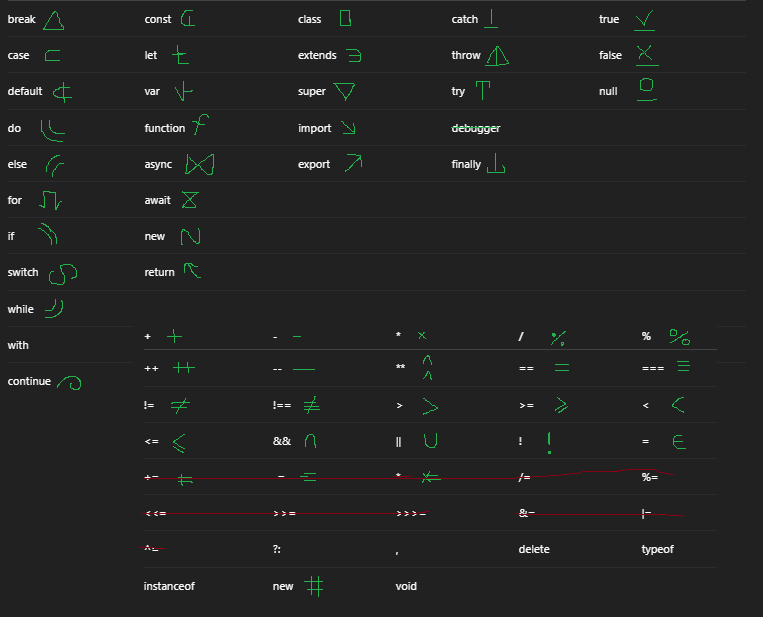 break const class catch true
case let extends throw false
default var super try null
do function import debugger
else async export finally
for await
if new
switch return
while
+ + - - * × / % %
with
++ -- ** == = === ≡
continue
!= ≠ !== ≢ > > >= ⩾ < <
<= ⩽ && ∩ || ∪ ! ! = ∈
+= -= *= /= %=
<<= >>= >>>= &= |=
^= ?: , delete typeof
instanceof new # void